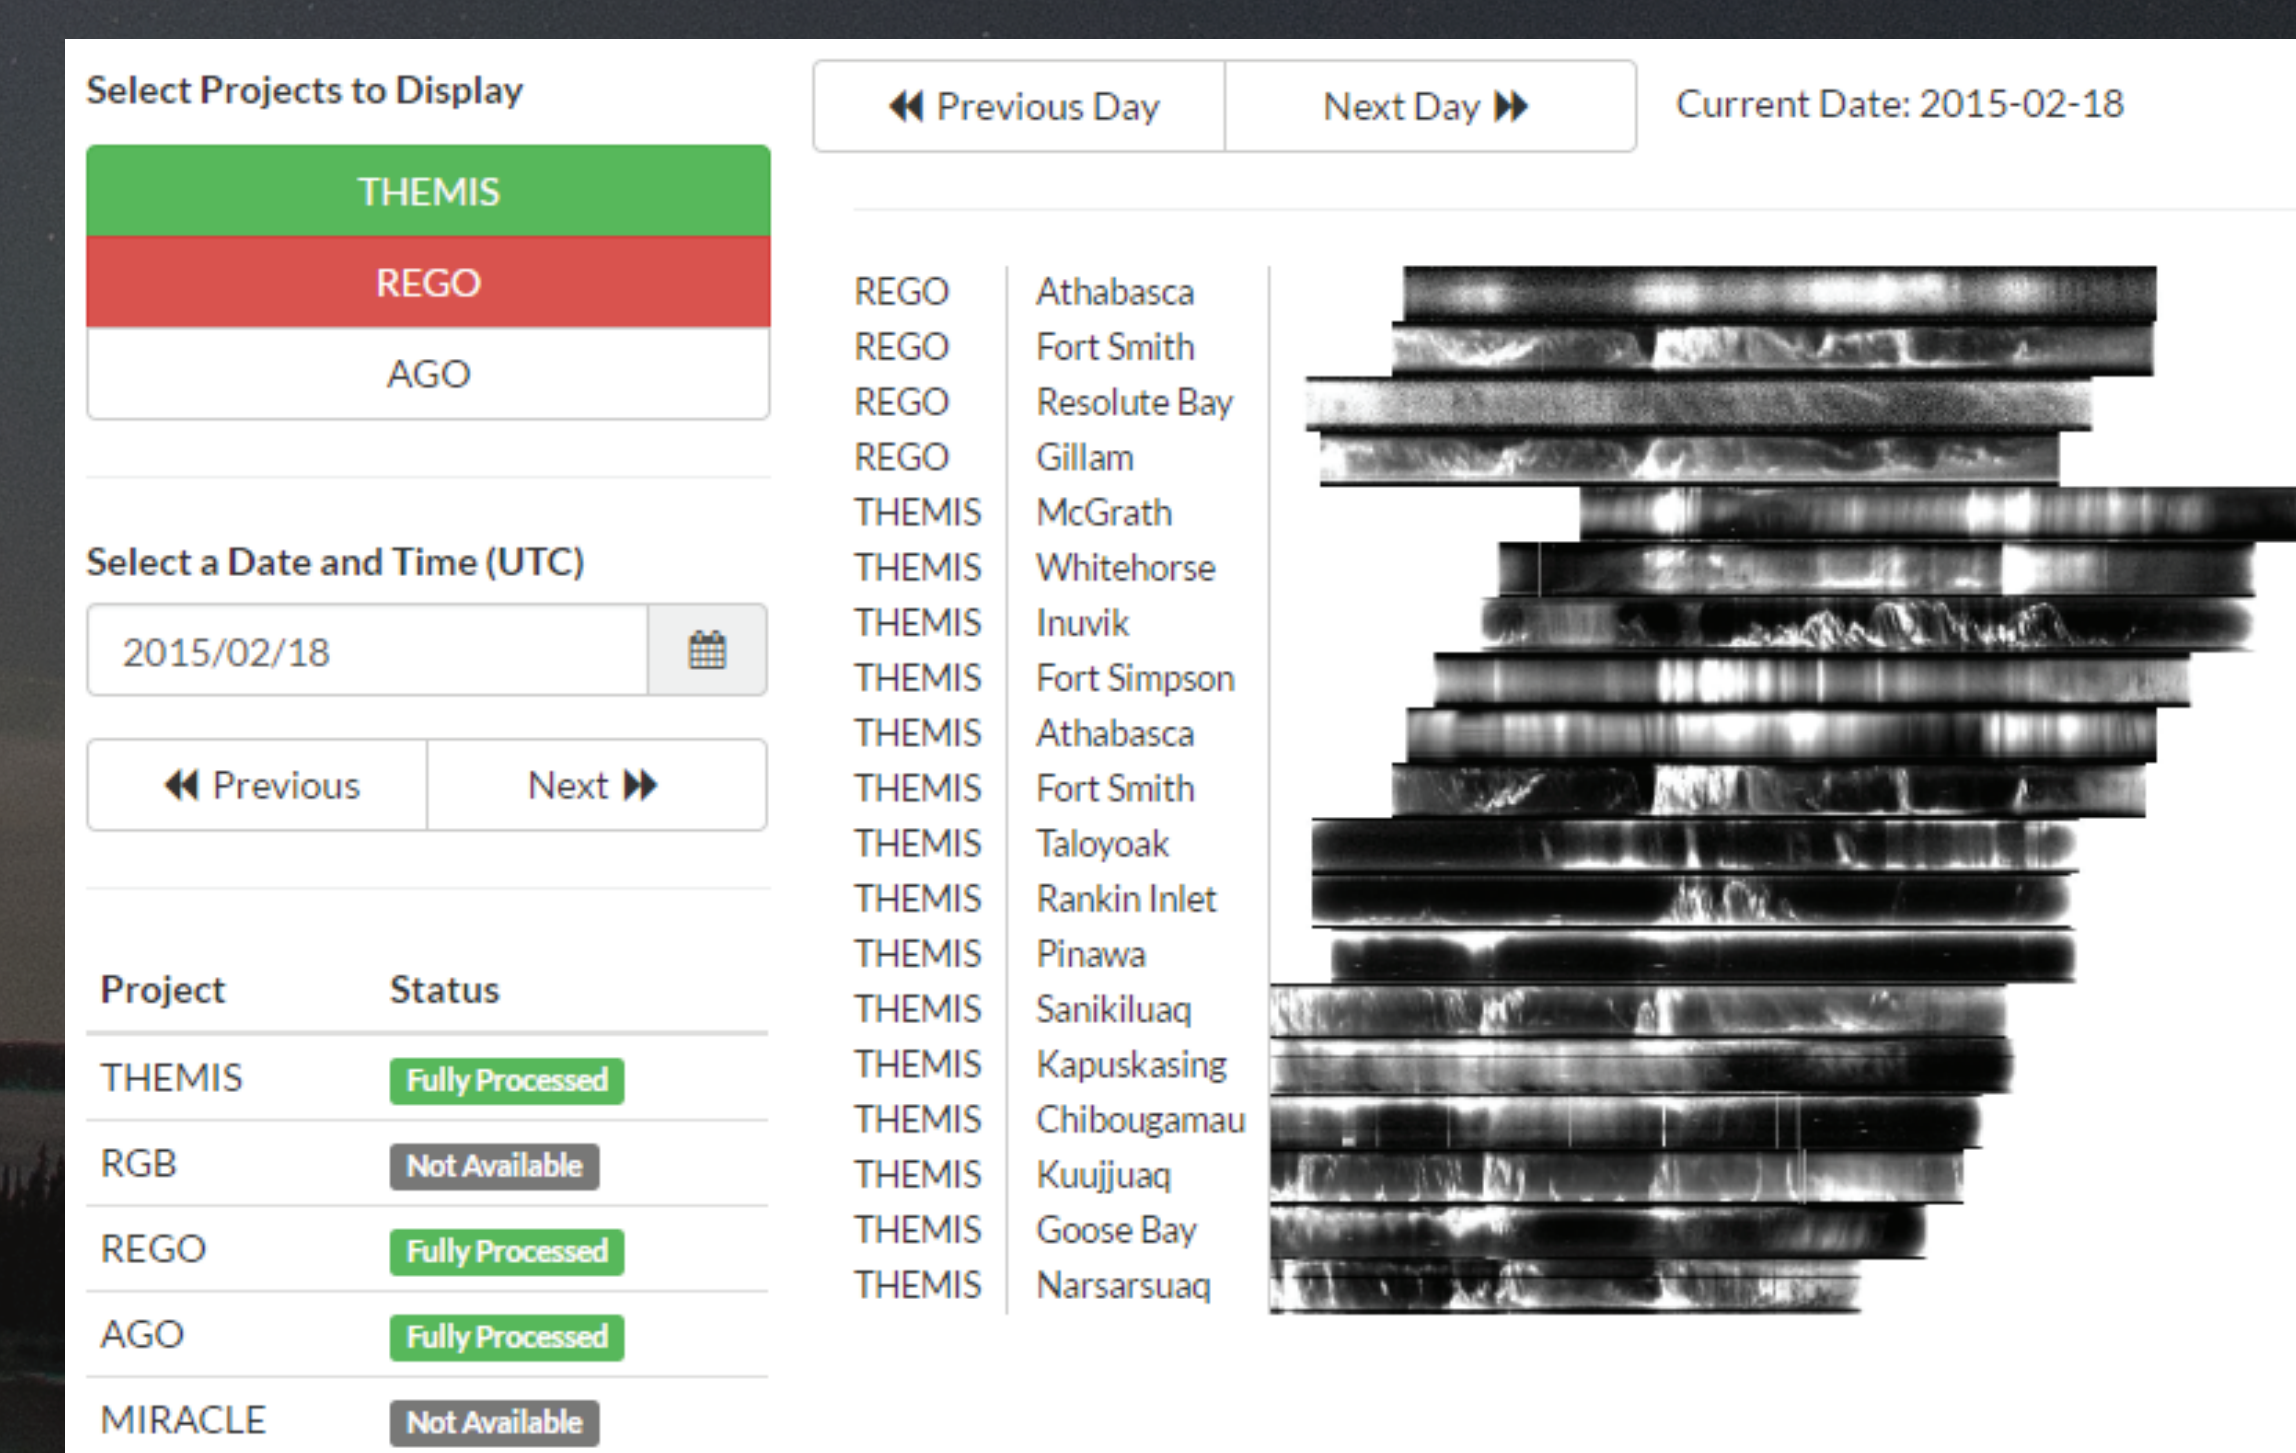 Select Projects to Display
THEMIS
REGO
AGO
Select a Date and Time (UTC)
2015/02/18
Previous
Next
Project Status
THEMIS Fully Processed
RGB Not Available
REGO Fully Processed
AGO Fully Processed
MIRACLE Not Available
Previous Day
Next Day
Current Date: 2015-02-18
REGO Athabasca
REGO Fort Smith
REGO Resolute Bay
REGO Gillam
THEMIS McGrath
THEMIS Whitehorse
THEMIS Inuvik
THEMIS Fort Simpson
THEMIS Athabasca
THEMIS Fort Smith
THEMIS Taloyoak
THEMIS Rankin Inlet
THEMIS Pinawa
THEMIS Sanikiluaq
THEMIS Kapuskasing
THEMIS Chibougamau
THEMIS Kuujjuaq
THEMIS Goose Bay
THEMIS Narsarsuaq